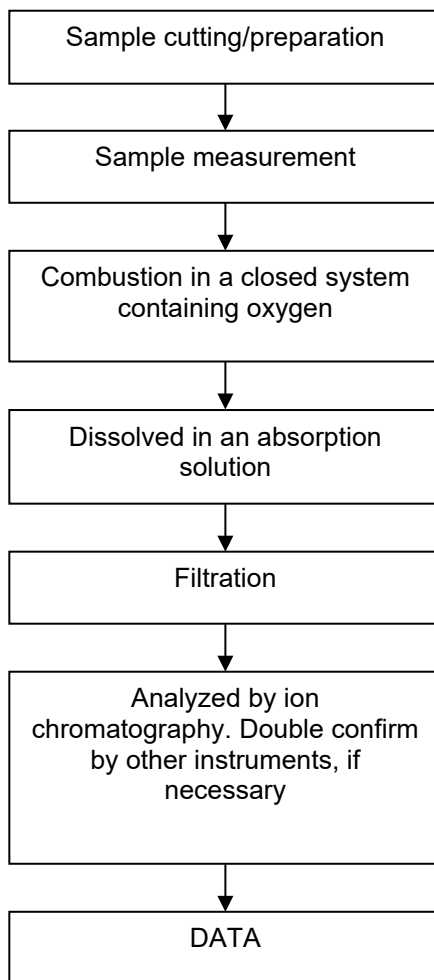 Sample cutting/preparation
Sample measurement
Combustion in a closed system
containing oxygen
Dissolved in an absorption
solution
Filtration
Analyzed by ion
chromatography. Double confirm
by other instruments, if
necessary
DATA